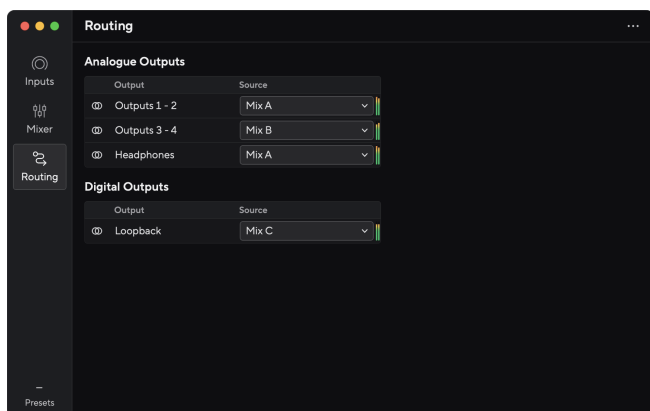 Routing
Inputs
Mixer
Routing
Presets
Analogue Outputs
Output Source
Outputs 1 - 2 Mix A
Outputs 3 - 4 Mix B
Headphones Mix A
Digital Outputs
Output Source
Loopback Mix C